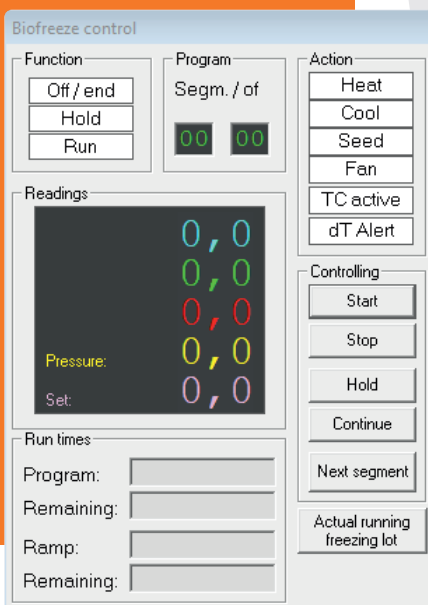 Biofreeze control
Function
Off / end
Hold
Run
Program
Segm. / of
00 00
Action
Heat
Cool
Seed
Fan
TC active
dT Alert
Readings
0,0
0,0
0,0
Pressure: 0,0
Set: 0,0
Controlling
Start
Stop
Hold
Continue
Next segment
Run times
Program:
Remaining:
Ramp:
Remaining:
Actual running
freezing lot